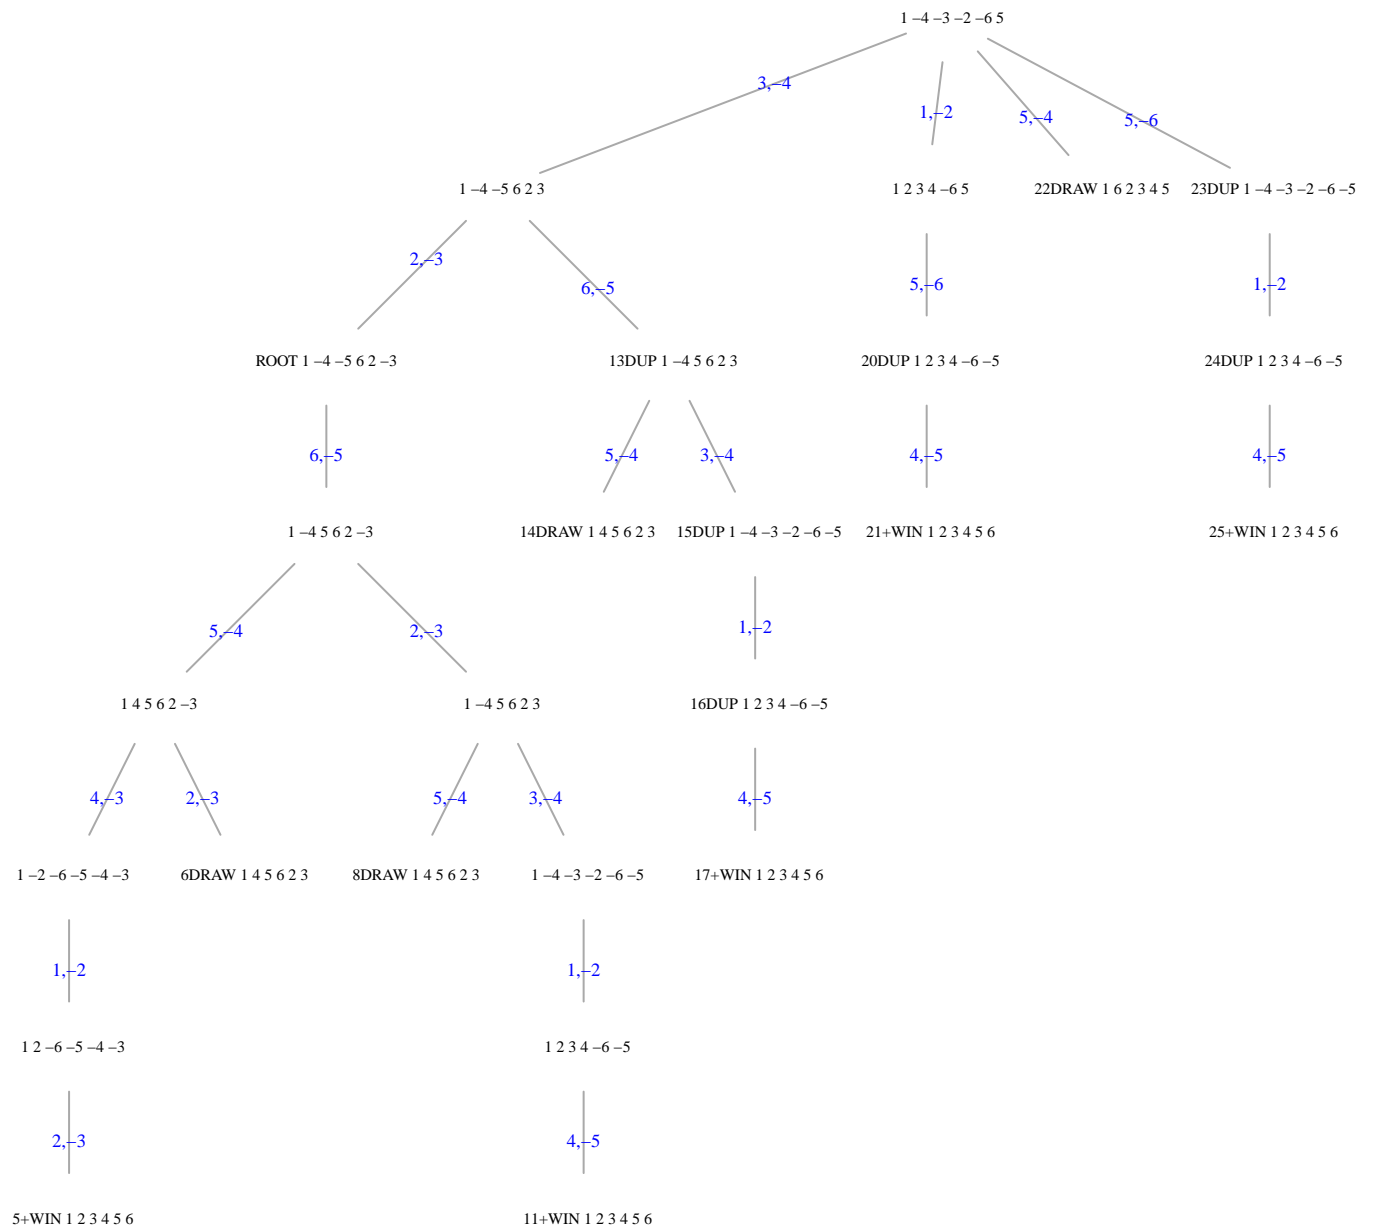 1 –4 –3 –2 –6 5
3,–4
1,–2
5,–4
5,–6
1 –4 –5 6 2 3
1 2 3 4 –6 5
22DRAW 1 6 2 3 4 5
23DUP 1 –4 –3 –2 –6 –5
2,–3
6,–5
5,–6
1,–2
ROOT 1 –4 –5 6 2 –3
13DUP 1 –4 5 6 2 3
20DUP 1 2 3 4 –6 –5
24DUP 1 2 3 4 –6 –5
6,–5
5,–4
3,–4
4,–5
4,–5
1 –4 5 6 2 –3
14DRAW 1 4 5 6 2 3
15DUP 1 –4 –3 –2 –6 –5
21+WIN 1 2 3 4 5 6
25+WIN 1 2 3 4 5 6
5,–4
2,–3
1,–2
1 4 5 6 2 –3
1 –4 5 6 2 3
16DUP 1 2 3 4 –6 –5
4,–3
2,–3
5,–4
3,–4
4,–5
1 –2 –6 –5 –4 –3
6DRAW 1 4 5 6 2 3
8DRAW 1 4 5 6 2 3
1 –4 –3 –2 –6 –5
17+WIN 1 2 3 4 5 6
1,–2
1,–2
1 2 –6 –5 –4 –3
1 2 3 4 –6 –5
2,–3
4,–5
5+WIN 1 2 3 4 5 6
11+WIN 1 2 3 4 5 6